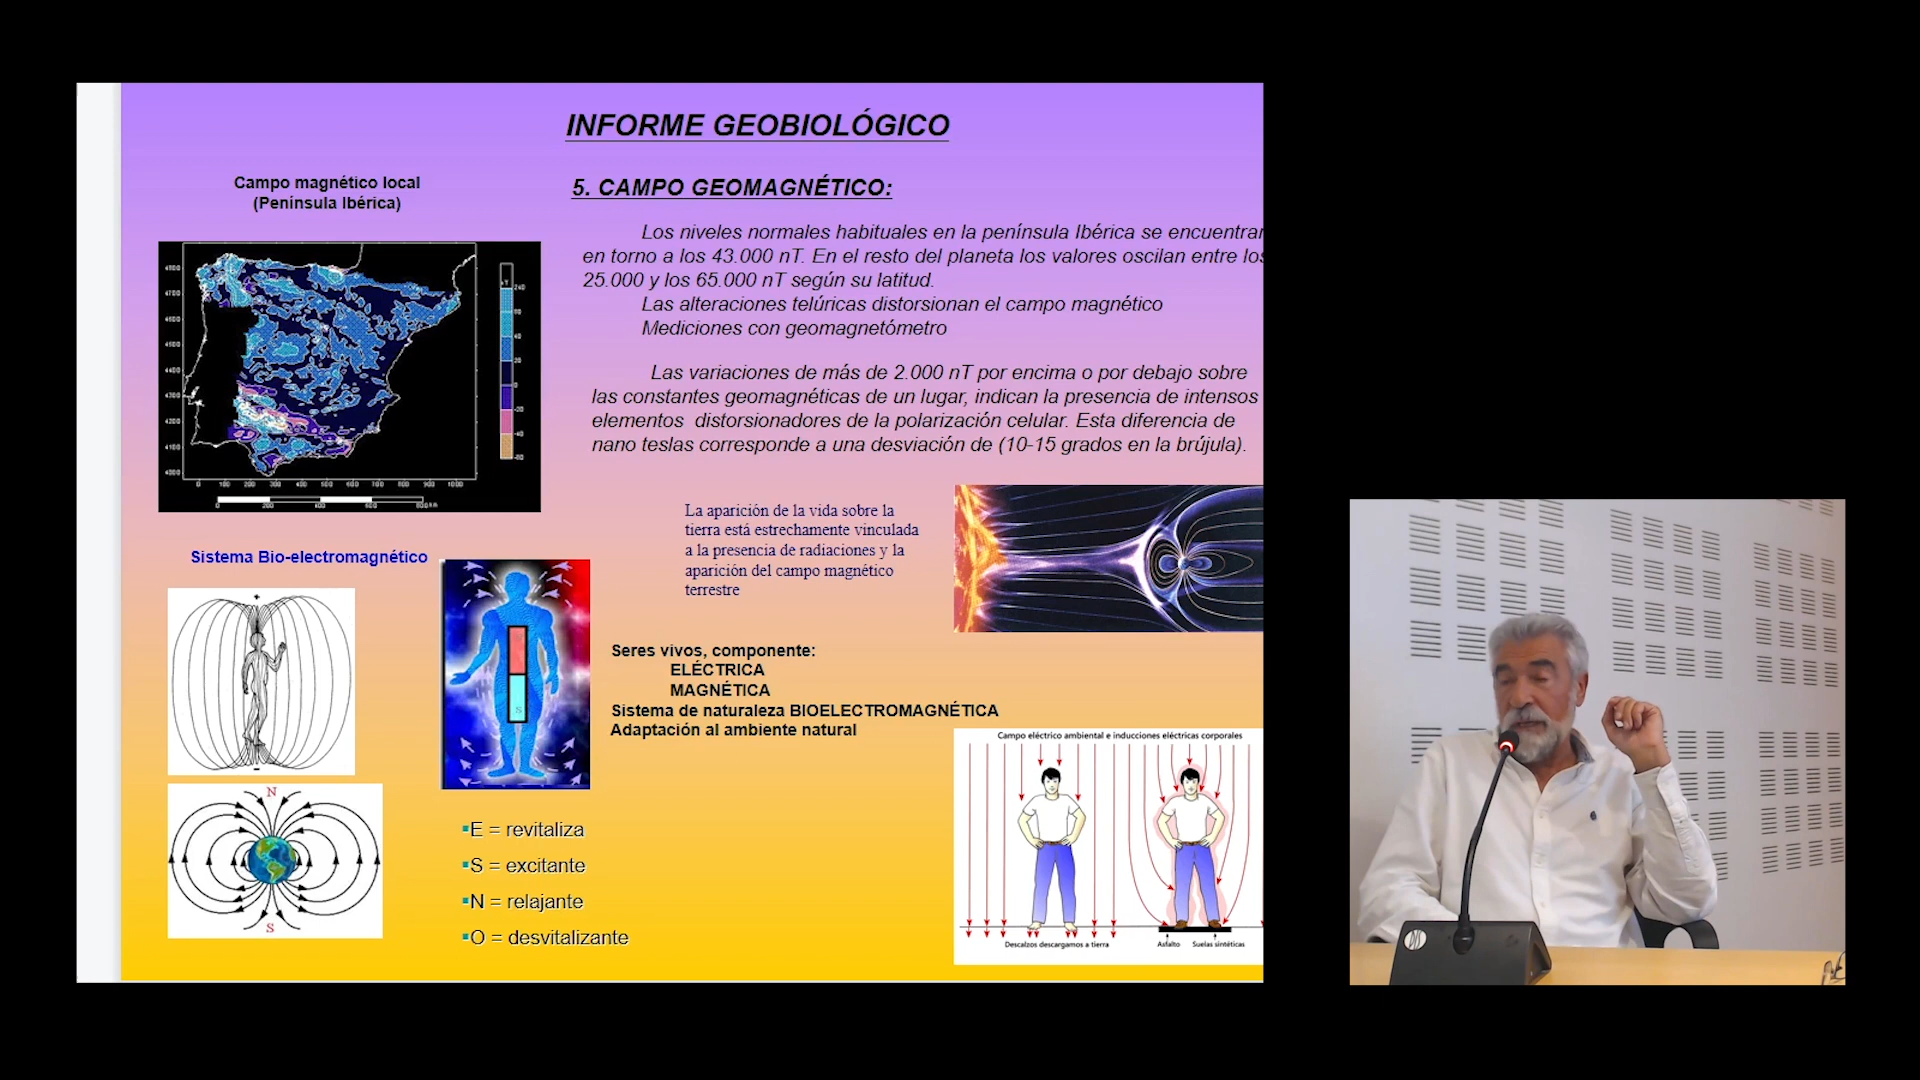 INFORME GEOBIOLÓGICO
Campo magnético local
(Península Ibérica)
5. CAMPO GEOMAGNÉTICO:
Los niveles normales habituales en la península Ibérica se encuentran
en torno a los 43.000 nT. En el resto del planeta los valores oscilan entre los
25.000 y los 65.000 nT según su latitud.
Las alteraciones telúricas distorsionan el campo magnético
Mediciones con geomagnetómetro
Las variaciones de más de 2.000 nT por encima o por debajo sobre
las constantes geomagnéticas de un lugar, indican la presencia de intensos
elementos distorsionadores de la polarización celular. Esta diferencia de
nano teslas corresponde a una desviación de (10-15 grados en la brújula).
La aparición de la vida sobre la
tierra está estrechamente vinculada
a la presencia de radiaciones y la
aparición del campo magnético
terrestre
Sistema Bio-electromagnético
Seres vivos, componente:
ELÉCTRICA
MAGNÉTICA
Sistema de naturaleza BIOELECTROMAGNÉTICA
Adaptación al ambiente natural
N
S
S
E = revitaliza
S = excitante
N = relajante
O = desvitalizante
Campo eléctrico ambiental e inducciones eléctricas corporales
Descalzos descargamos a tierra
Asfalto
Suelas sintéticas